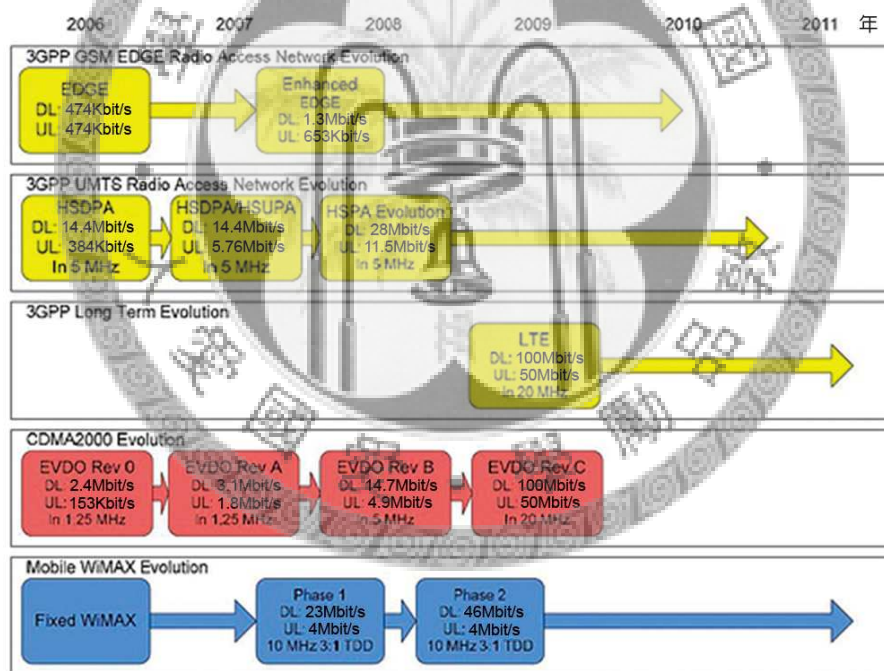 2006 2007 2008 2009 2010 2011 年
3GPP GSM EDGE Radio Access Network Evolution
EDGE
DL: 474Kbit/s
UL: 474Kbit/s
Enhanced
EDGE
DL: 1.3Mbit/s
UL: 653Kbit/s
3GPP UMTS Radio Access Network Evolution
HSDPA
DL: 14.4Mbit/s
UL: 384Kbit/s
In 5 MHz
HSDPA/HSUPA
DL: 14.4Mbit/s
UL: 5.76Mbit/s
In 5 MHz
HSPA Evolution
DL: 28Mbit/s
UL: 11.5Mbit/s
In 5 MHz
3GPP Long Term Evolution
LTE
DL: 100Mbit/s
UL: 50Mbit/s
In 20 MHz
CDMA2000 Evolution
EVDO Rev 0
DL: 2.4Mbit/s
UL: 153Kbit/s
In 1.25 MHz
EVDO Rev A
DL: 3.1Mbit/s
UL: 1.8Mbit/s
In 1.25 MHz
EVDO Rev B
DL: 14.7Mbit/s
UL: 4.9Mbit/s
In 5 MHz
EVDO Rev C
DL: 100Mbit/s
UL: 50Mbit/s
In 20 MHz
Mobile WiMAX Evolution
Fixed WiMAX
Phase 1
DL: 23Mbit/s
UL: 4Mbit/s
10 MHz 3:1 TDD
Phase 2
DL: 46Mbit/s
UL: 4Mbit/s
10 MHz 3:1 TDD